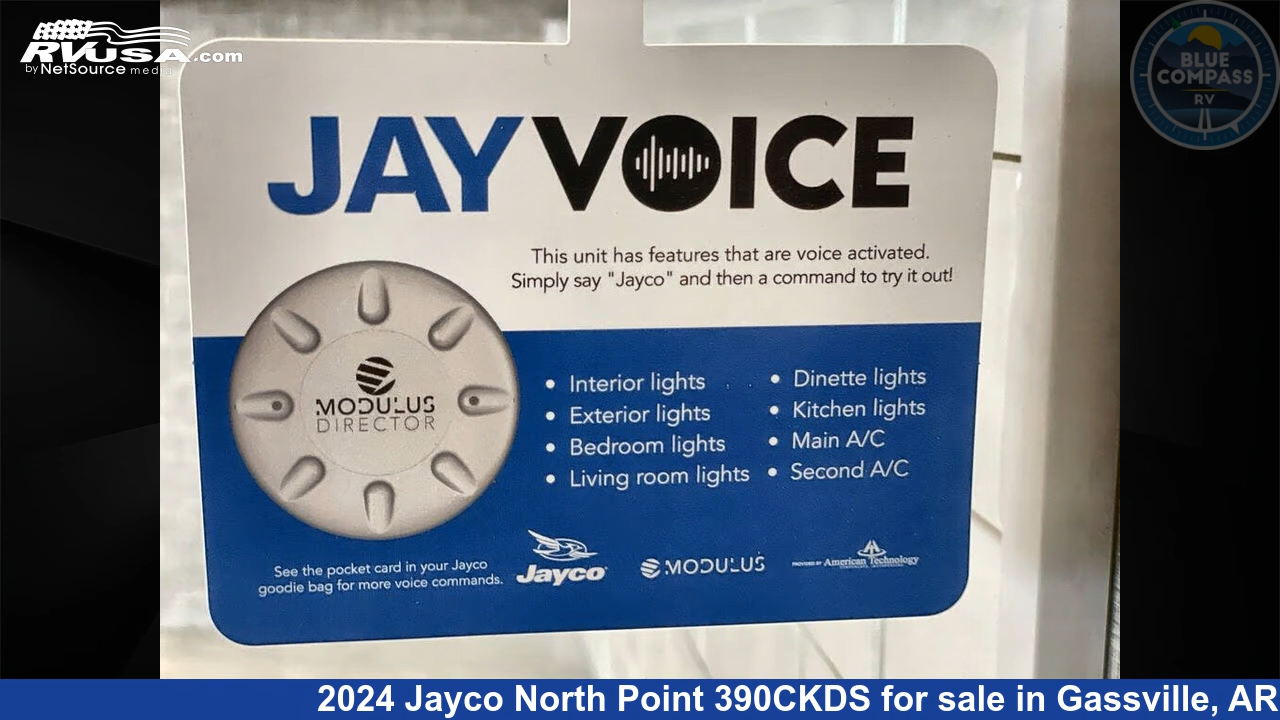 RVUSA.com
by NetSource media
BLUE
COMPASS
RV
JAYVOICE
This unit has features that are voice activated.
Simply say "Jayco" and then a command to try it out!
MODULUS
DIRECTOR
• Interior lights
• Exterior lights
• Bedroom lights
• Living room lights
• Dinette lights
• Kitchen lights
• Main A/C
• Second A/C
See the pocket card in your Jayco
goodie bag for more voice commands.
Jayco
MODULUS
PROVIDED BY American Technology
2024 Jayco North Point 390CKDS for sale in Gassville, AR